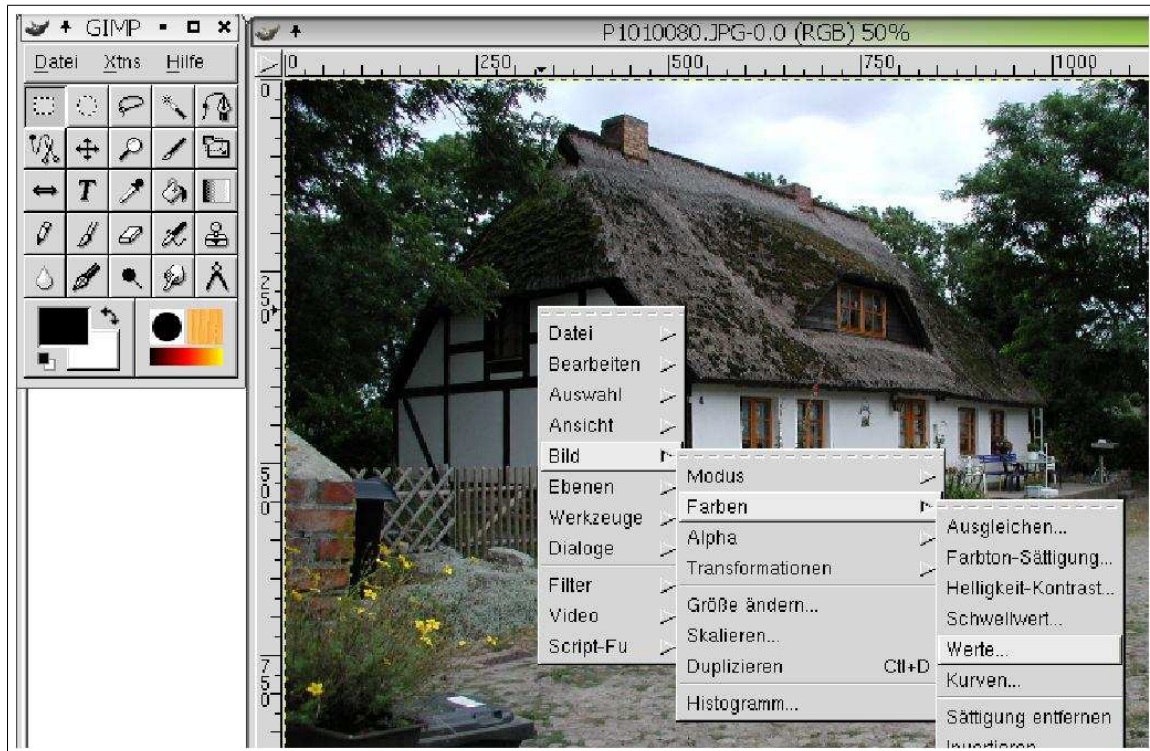 GIMP
Datei Xtns Hilfe
P1010080.JPG-0.0 (RGB) 50%
0 250 500 750 1000
0
250
500
750
Datei
Bearbeiten
Auswahl
Ansicht
Bild
Ebenen
Werkzeuge
Dialoge
Filter
Video
Script-Fu
Modus
Farben
Alpha
Transformationen
Größe ändern...
Skalieren...
Duplizieren Ctl+D
Histogramm...
Ausgleichen...
Farbton-Sättigung...
Helligkeit-Kontrast...
Schwellwert...
Werte...
Kurven...
Sättigung entfernen